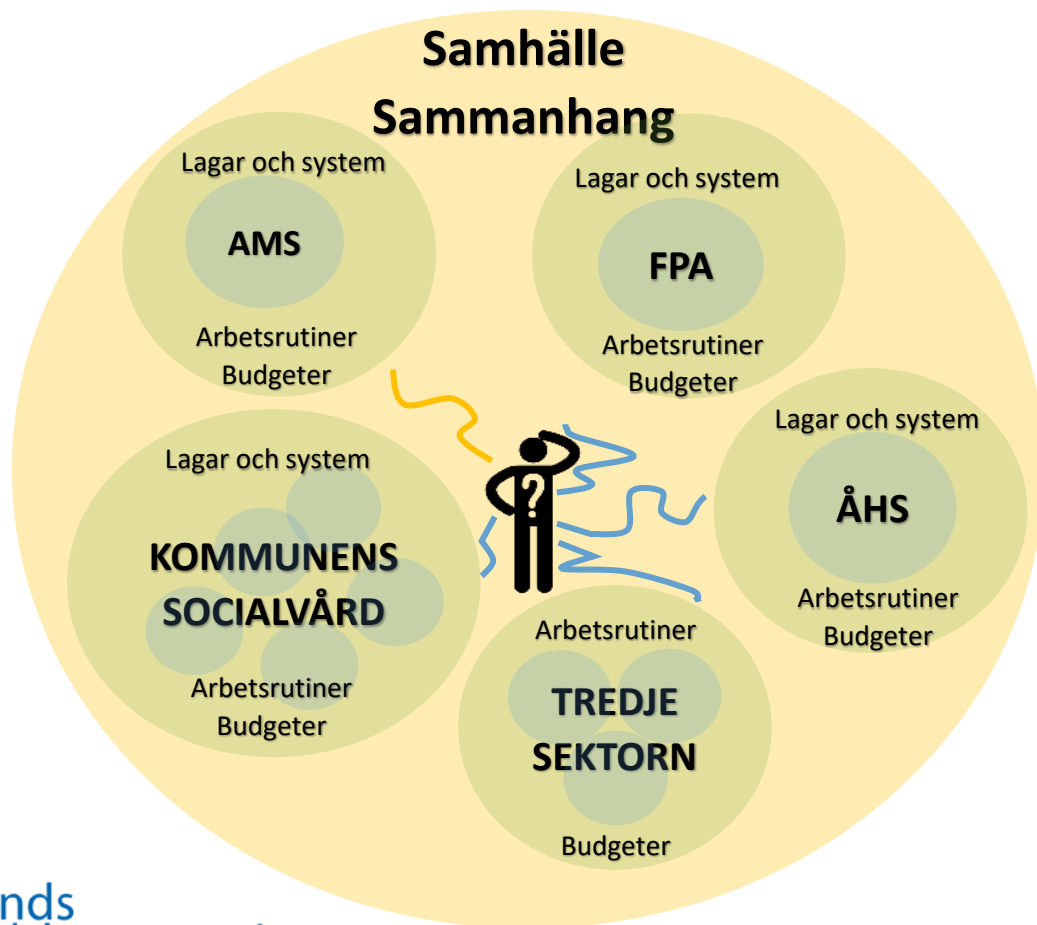 Samhälle
Sammanhang
Lagar och system
AMS
Arbetsrutiner
Budgeter
Lagar och system
FPA
Arbetsrutiner
Budgeter
Lagar och system
KOMMUNENS
SOCIALVÅRD
Arbetsrutiner
Budgeter
?
Lagar och system
ÅHS
Arbetsrutiner
Budgeter
Arbetsrutiner
TREDJE
SEKTORN
Budgeter
nds